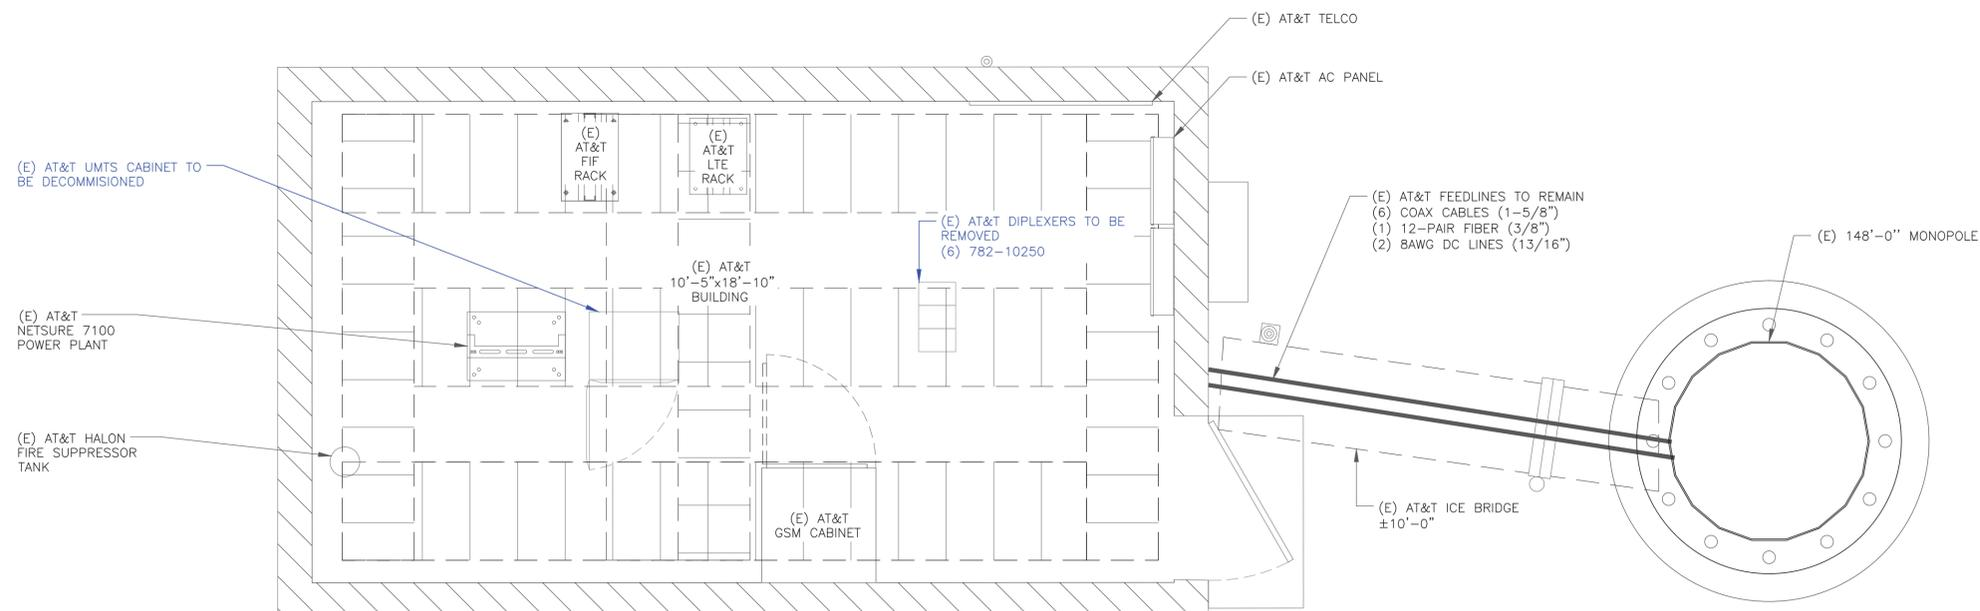 (E) AT&T TELCO
(E) AT&T AC PANEL
(E)
AT&T
FIF
RACK
(E)
AT&T
LTE
RACK
(E) AT&T UMTS CABINET TO
BE DECOMMISIONED
(E) AT&T FEEDLINES TO REMAIN
(6) COAX CABLES (1-5/8")
(1) 12-PAIR FIBER (3/8")
(2) 8AWG DC LINES (13/16")
(E) AT&T DIPLEXERS TO BE
REMOVED
(6) 782-10250
(E) 148'-0'' MONOPOLE
(E) AT&T
10'-5"x18'-10"
BUILDING
(E) AT&T
NETSURE 7100
POWER PLANT
(E) AT&T HALON
FIRE SUPPRESSOR
TANK
(E) AT&T ICE BRIDGE
±10'-0"
(E) AT&T
GSM CABINET